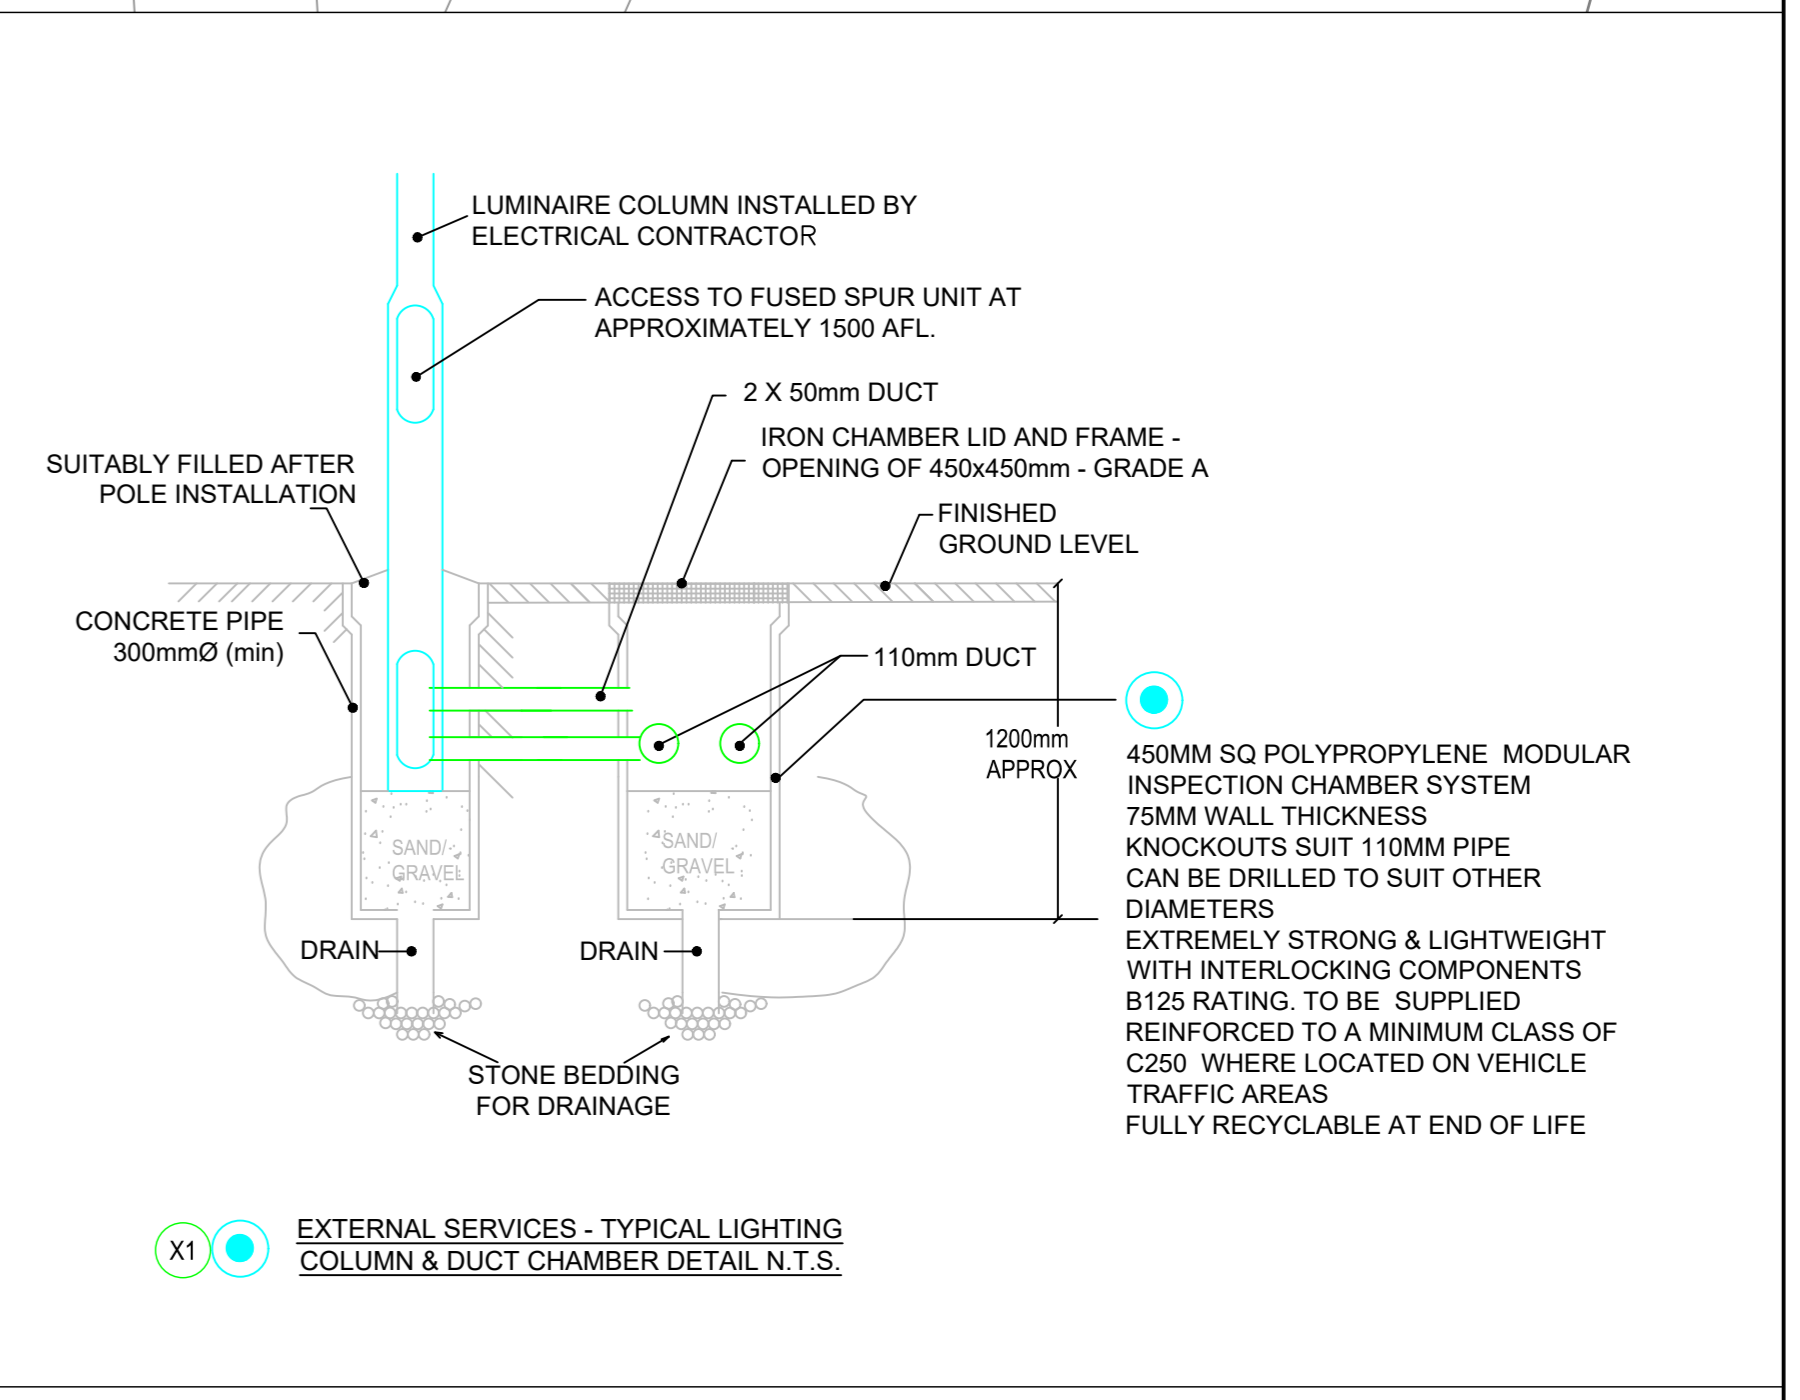 LUMINAIRE COLUMN INSTALLED BY
ELECTRICAL CONTRACTOR
ACCESS TO FUSED SPUR UNIT AT
APPROXIMATELY 1500 AFL.
2 X 50mm DUCT
IRON CHAMBER LID AND FRAME -
OPENING OF 450x450mm - GRADE A
SUITABLY FILLED AFTER
POLE INSTALLATION
FINISHED
GROUND LEVEL
CONCRETE PIPE
300mmØ (min)
110mm DUCT
1200mm
APPROX
450MM SQ POLYPROPYLENE  MODULAR
INSPECTION CHAMBER SYSTEM
75MM WALL THICKNESS
KNOCKOUTS SUIT 110MM PIPE
CAN BE DRILLED TO SUIT OTHER
DIAMETERS
EXTREMELY STRONG & LIGHTWEIGHT
WITH INTERLOCKING COMPONENTS
B125 RATING. TO BE  SUPPLIED
REINFORCED TO A MINIMUM CLASS OF
C250  WHERE LOCATED ON VEHICLE
TRAFFIC AREAS
FULLY RECYCLABLE AT END OF LIFE
SAND/
GRAVEL
SAND/
GRAVEL
DRAIN
DRAIN
STONE BEDDING
FOR DRAINAGE
X1
EXTERNAL SERVICES - TYPICAL LIGHTING
COLUMN & DUCT CHAMBER DETAIL N.T.S.